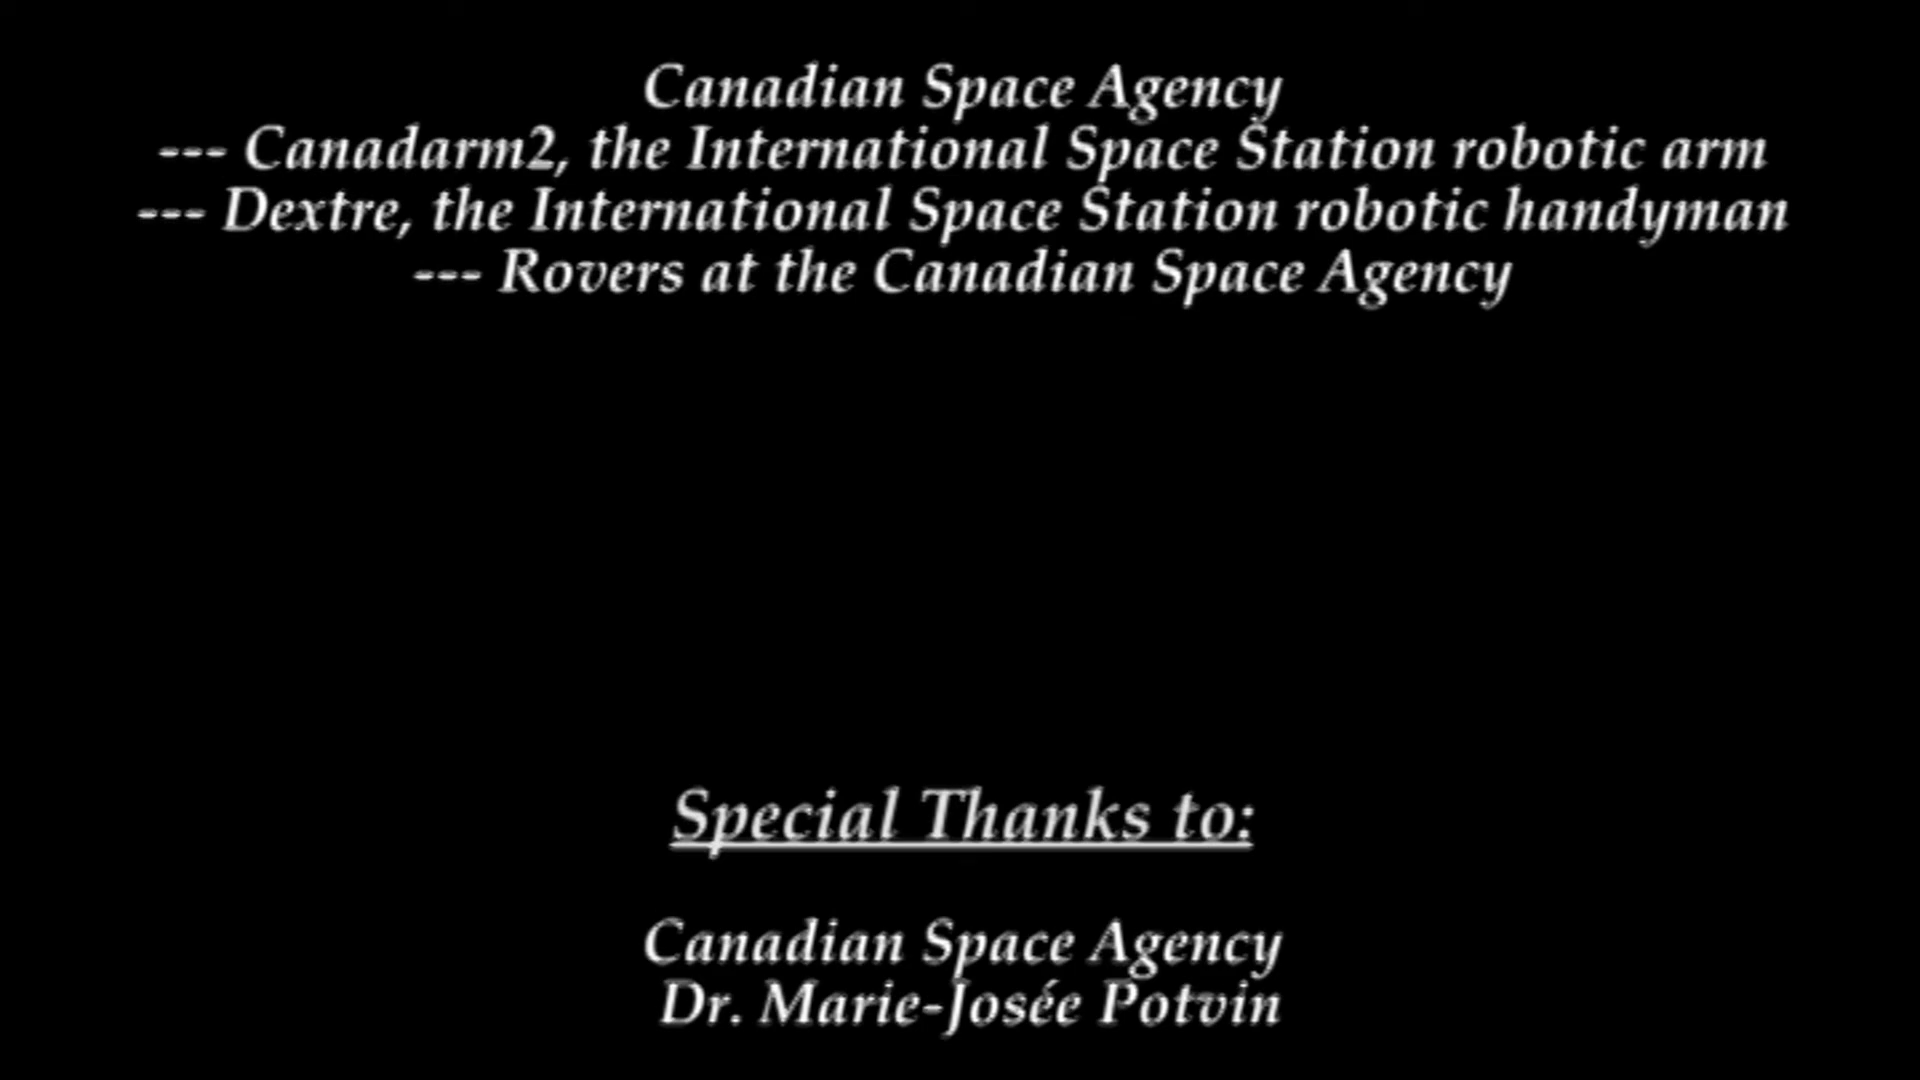 Canadian Space Agency
--- Canadarm2, the International Space Station robotic arm
--- Dextre, the International Space Station robotic handyman
--- Rovers at the Canadian Space Agency
Special Thanks to:
Canadian Space Agency
Dr. Marie-Josée Potvin